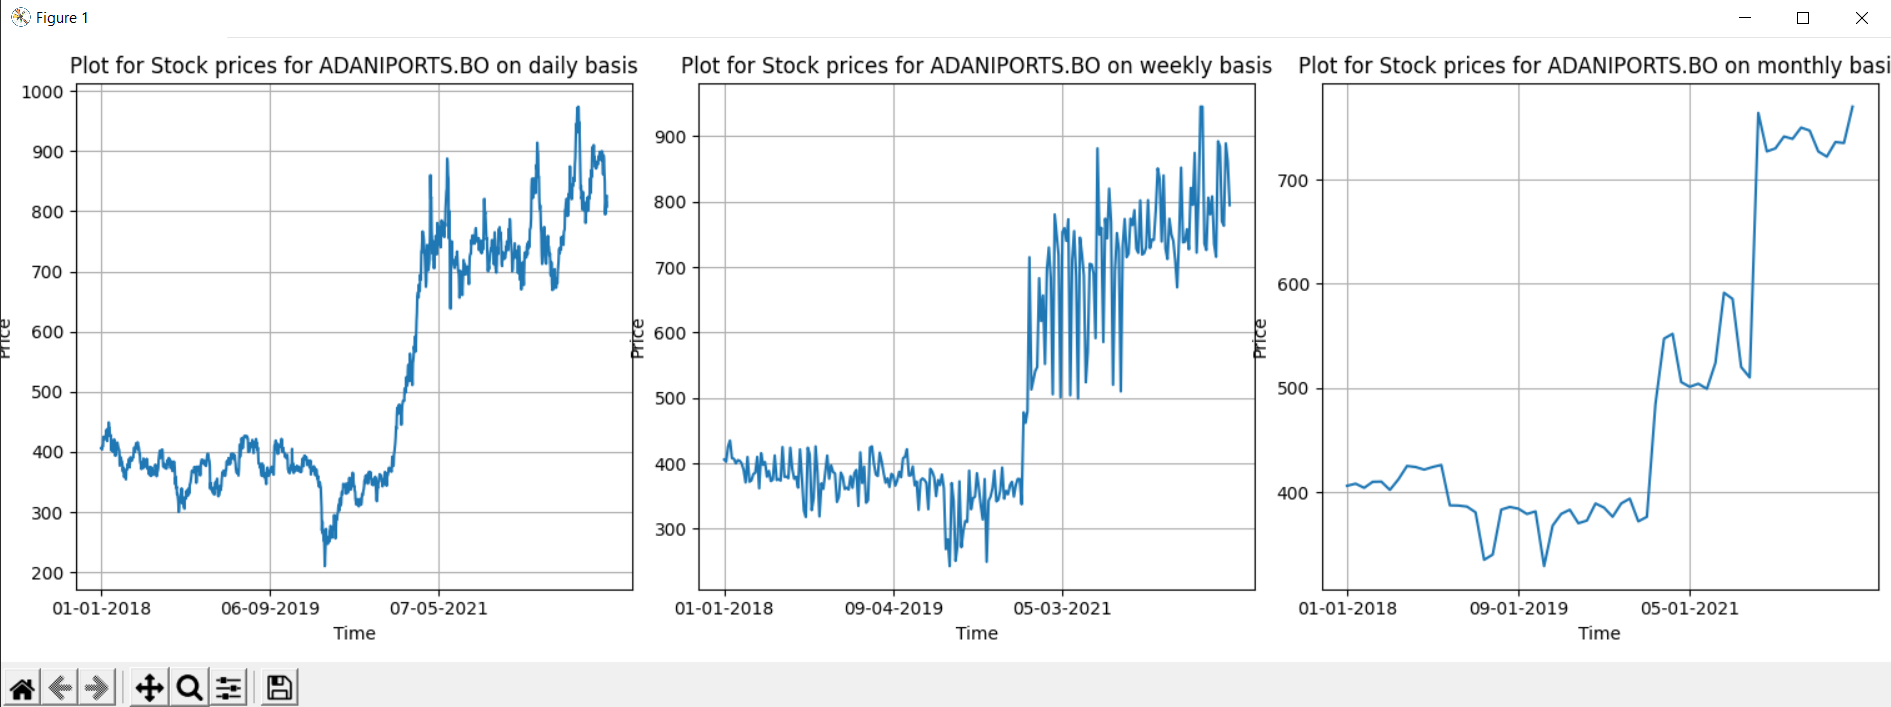 Figure 1
Plot for Stock prices for ADANIPORTS.BO on daily basis
1000
900
800
700
600
500
400
300
200
Price
01-01-2018 06-09-2019 07-05-2021
Time
Plot for Stock prices for ADANIPORTS.BO on weekly basis
900
800
700
600
500
400
300
Price
01-01-2018 09-04-2019 05-03-2021
Time
Plot for Stock prices for ADANIPORTS.BO on monthly basi
700
600
500
400
Price
01-01-2018 09-01-2019 05-01-2021
Time